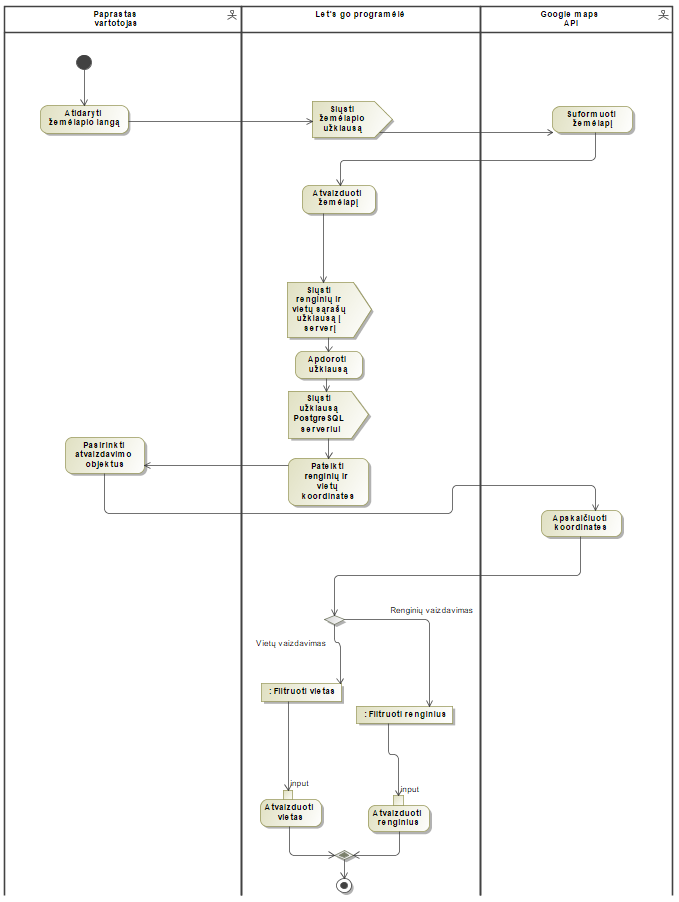 Paprastas
vartotojas
Let's go programėlė
Google maps
API
Atidaryti
žemėlapio langą
Siųsti
žemėlapio
užklausą
Suformuoti
žemėlapį
Atvaizduoti
žemėlapį
Siųsti
renginių ir
vietų sąrašų
užklausą į
serverį
Apdoroti
užklausą
Siųsti
užklausą
PostgreSQL
serveriui
Pasirinkti
atvaizdavimo
objektus
Pateikti
renginių ir
vietų
koordinates
Apskaičiuoti
koordinates
Renginių vaizdavimas
Vietų vaizdavimas
: Filtruoti vietas
: Filtruoti renginius
input
input
Atvaizduoti
vietas
Atvaizduoti
renginius